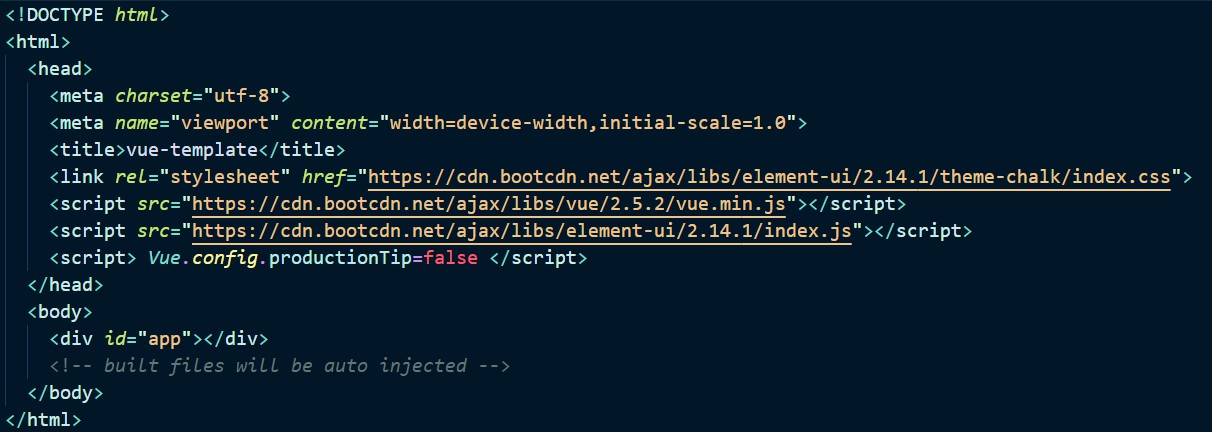 <!DOCTYPE html>
<html>
<head>
<meta charset="utf-8">
<meta name="viewport" content="width=device-width,initial-scale=1.0">
<title>vue-template</title>
<link rel="stylesheet" href="https://cdn.bootcdn.net/ajax/libs/element-ui/2.14.1/theme-chalk/index.css">
<script src="https://cdn.bootcdn.net/ajax/libs/vue/2.5.2/vue.min.js"></script>
<script src="https://cdn.bootcdn.net/ajax/libs/element-ui/2.14.1/index.js"></script>
<script> Vue.config.productionTip=false </script>
</head>
<body>
<div id="app"></div>
<!-- built files will be auto injected -->
</body>
</html>